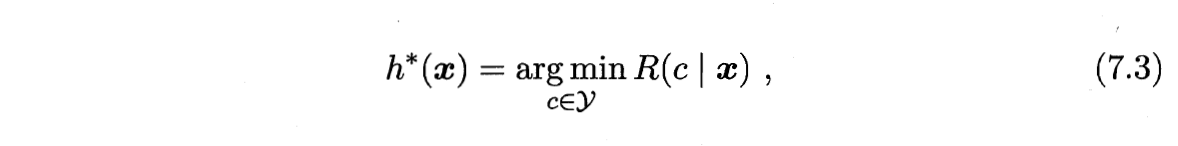 h*(x) = arg min R(c | x) , (7.3)
c∈𝒴